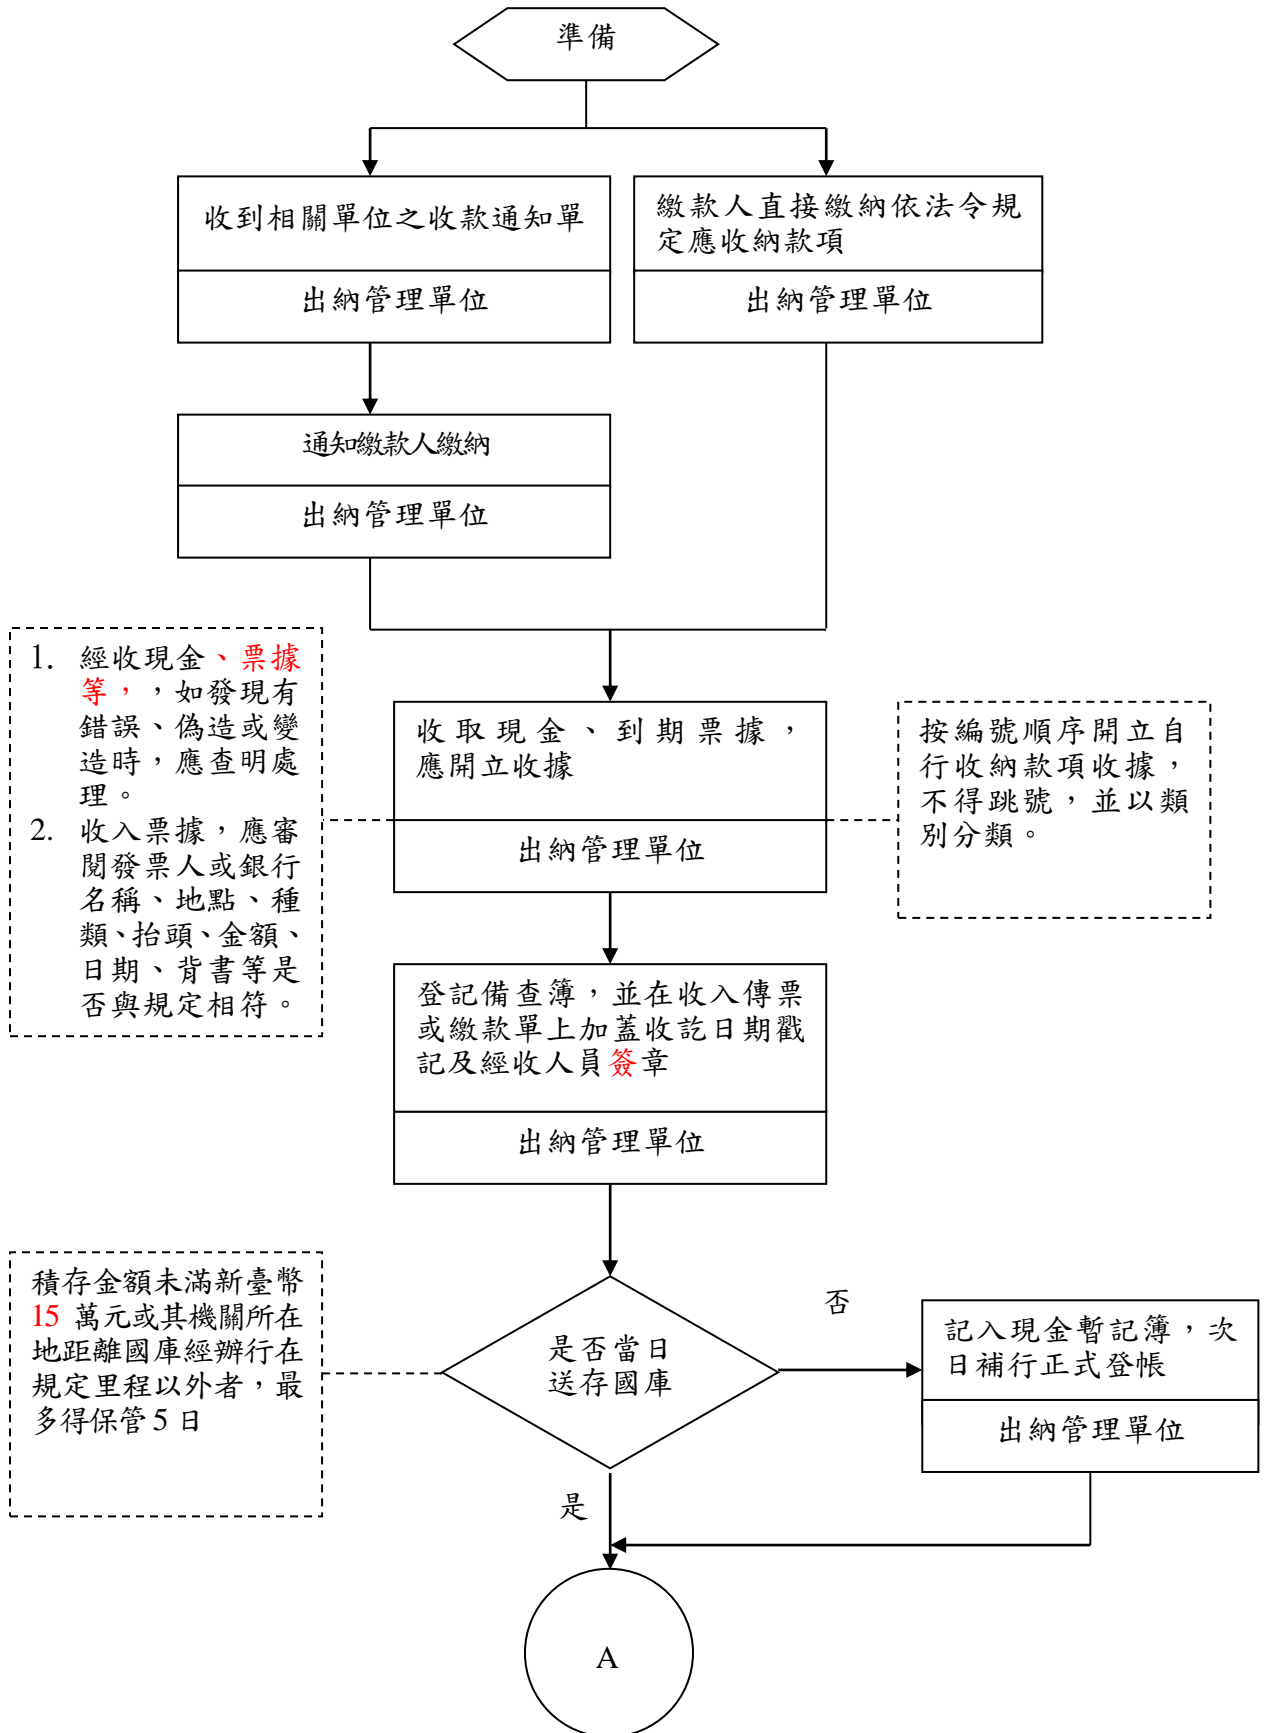 準備
收到相關單位之收款通知單
出納管理單位
繳款人直接繳納依法令規
定應收納款項
出納管理單位
通知繳款人繳納
出納管理單位
1. 經收現金、票據
等，，如發現有
錯誤、偽造或變
造時，應查明處
理。
2. 收入票據，應審
閱發票人或銀行
名稱、地點、種
類、抬頭、金額、
日期、背書等是
否與規定相符。
收取現金、到期票據，
應開立收據
出納管理單位
按編號順序開立自
行收納款項收據，
不得跳號，並以類
別分類。
登記備查簿，並在收入傳票
或繳款單上加蓋收訖日期戳
記及經收人員簽章
出納管理單位
積存金額未滿新臺幣
15 萬元或其機關所在
地距離國庫經辦行在
規定里程以外者，最
多得保管 5 日
是否當日
送存國庫
否
記入現金暫記簿，次
日補行正式登帳
出納管理單位
是
A